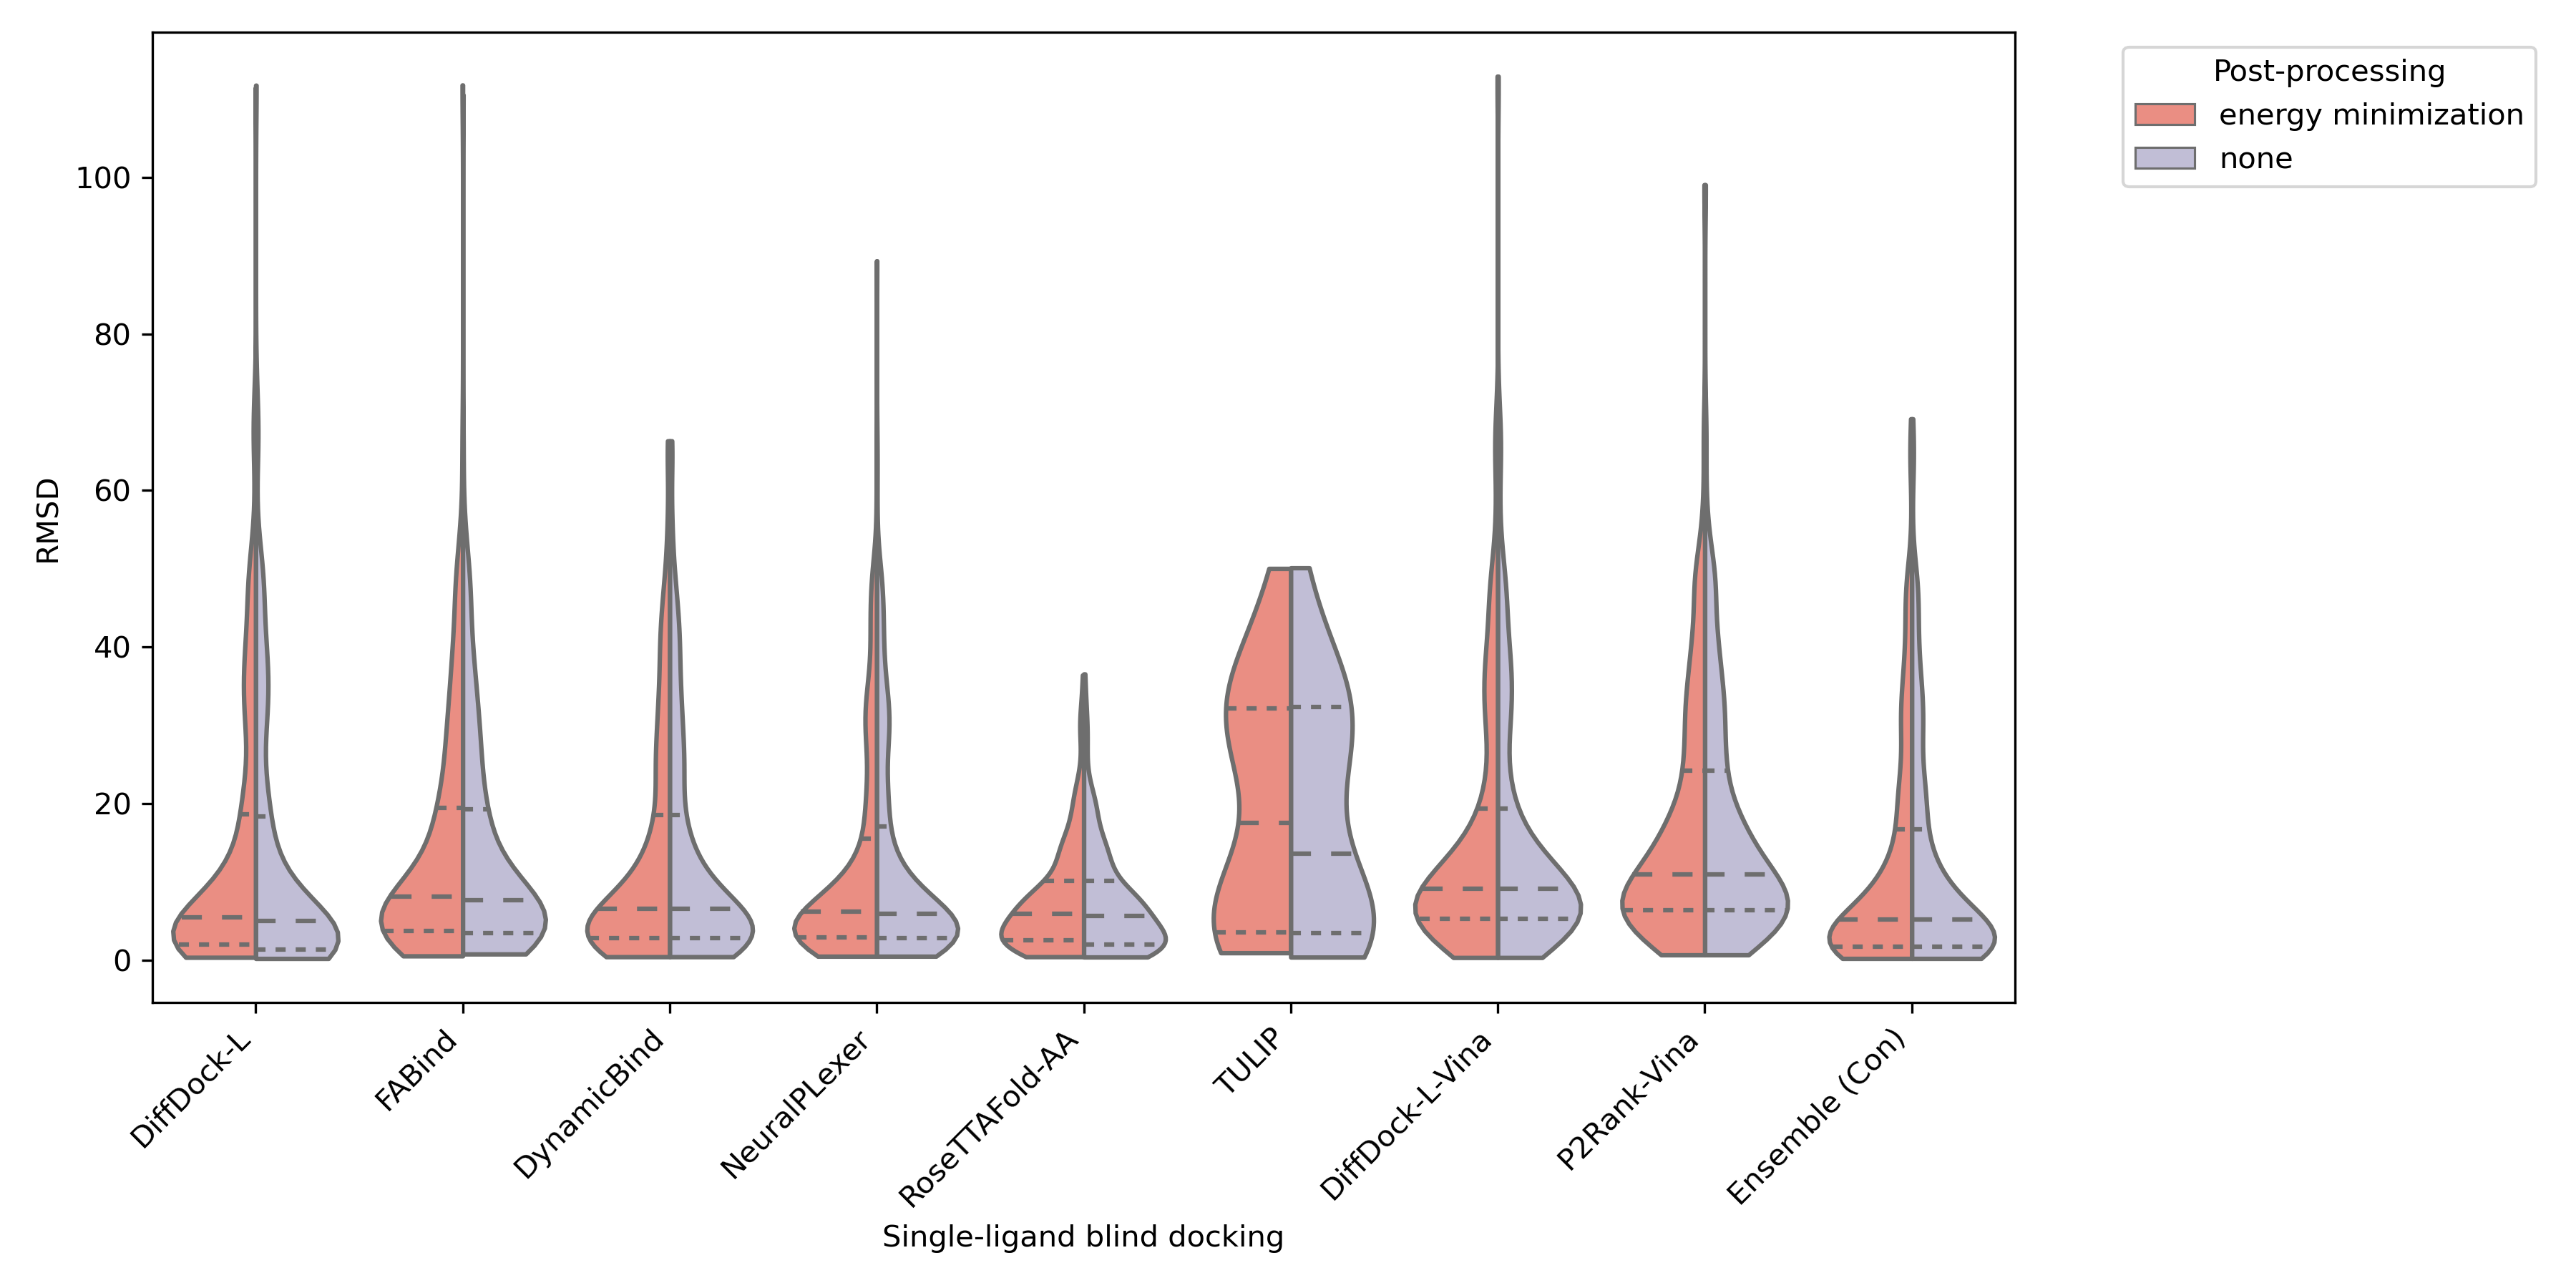 Post-processing
energy minimization
none
RMSD
100
80
60
40
20
0
DiffDock-L
FABind
DynamicBind
NeuralPLexer
RoseTTAFold-AA
TULIP
DiffDock-L-Vina
P2Rank-Vina
Ensemble (Con)
Single-ligand blind docking